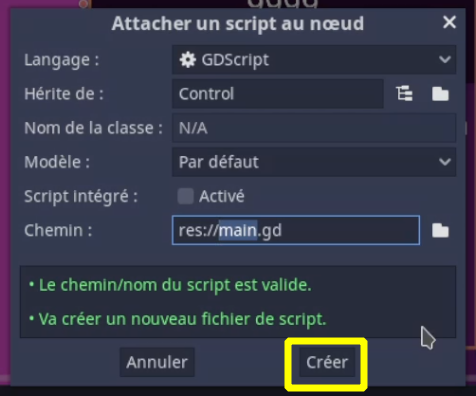 Attacher un script au nœud
Langage : GDScript
Hérite de : Control
Nom de la classe : N/A
Modèle : Par défaut
Script intégré : Activé
Chemin : res://main.gd
• Le chemin/nom du script est valide.
• Va créer un nouveau fichier de script.
Annuler Créer